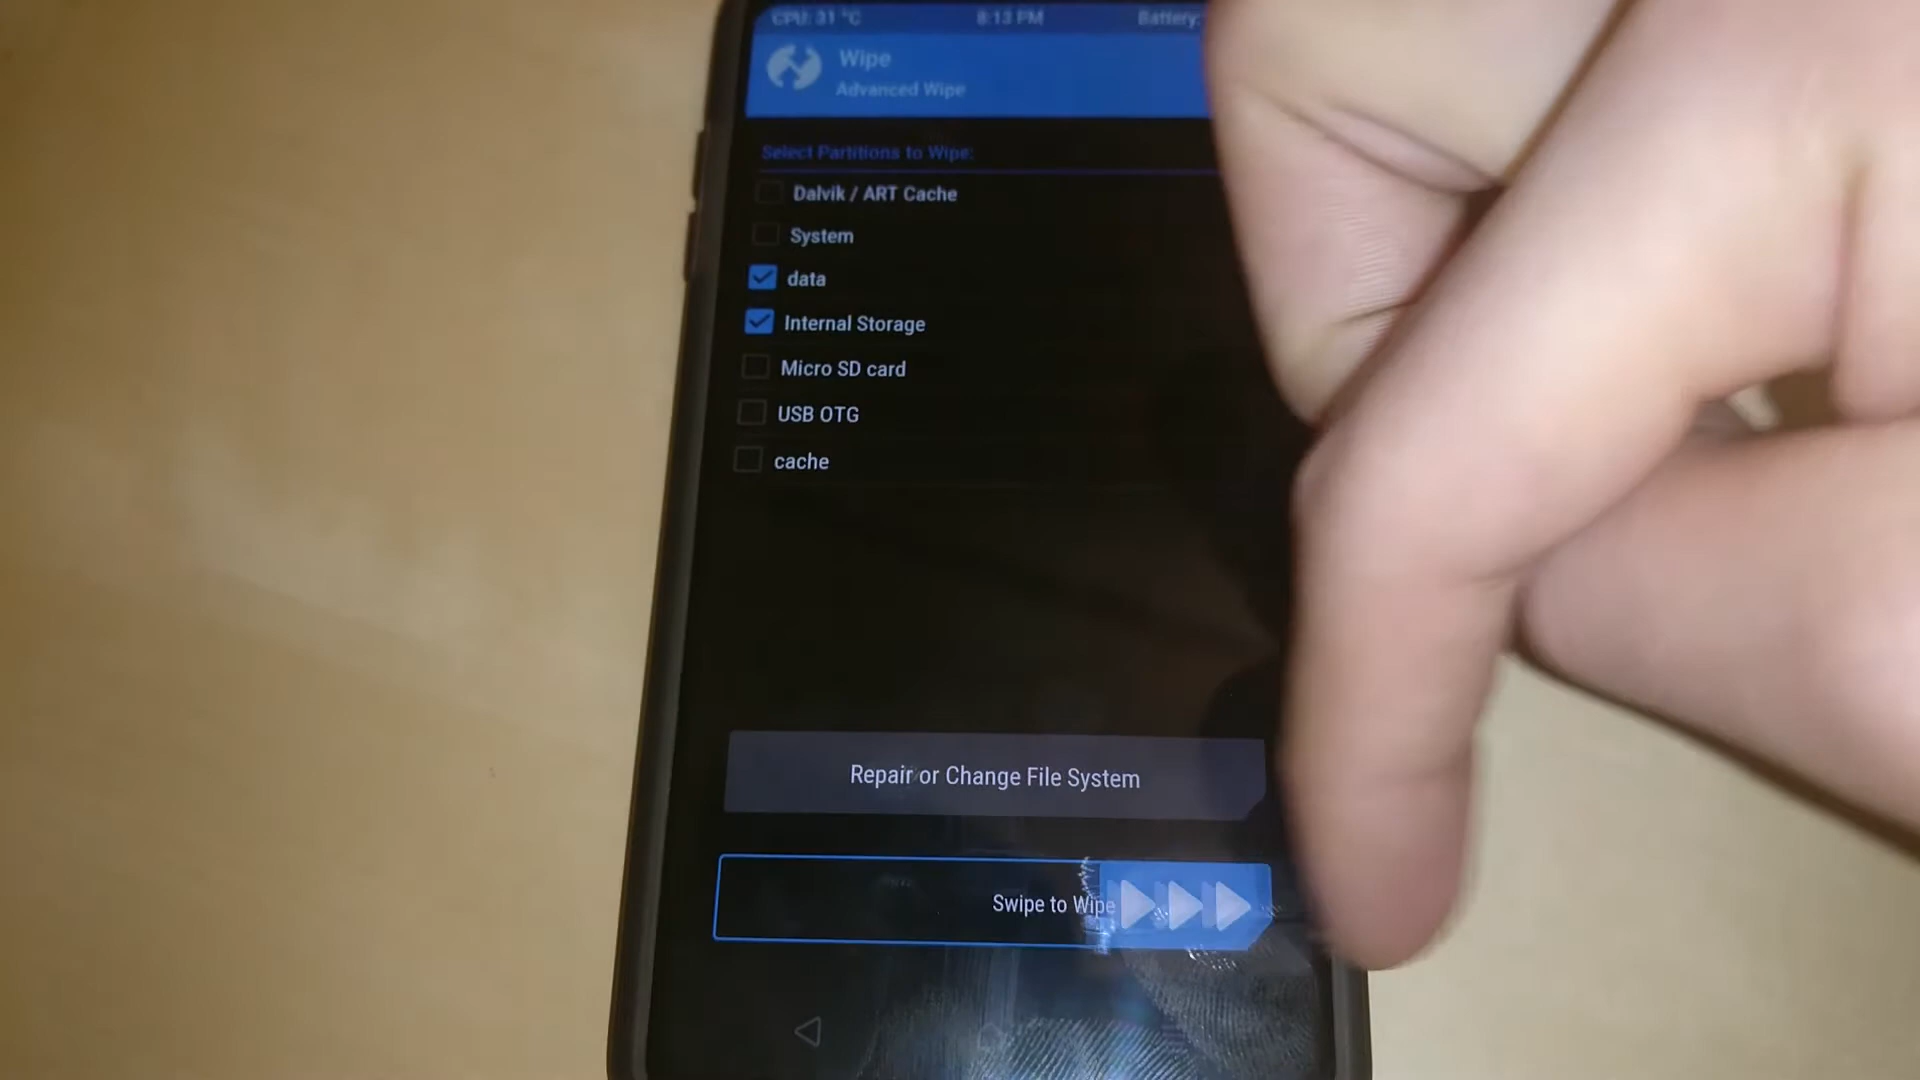 CPU: 31 °C 8:13 PM Battery:
Wipe
Advanced Wipe
Select Partitions to Wipe:
Dalvik / ART Cache
System
data
Internal Storage
Micro SD card
USB OTG
cache
Repair or Change File System
Swipe to Wipe